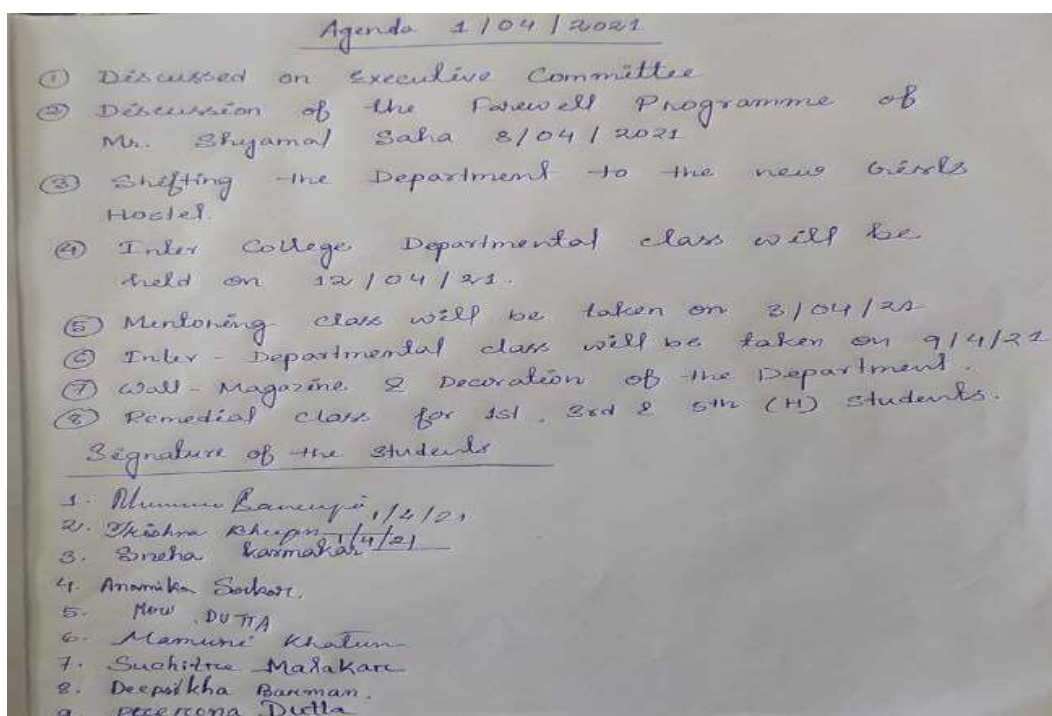 Agenda 1/04/2021
① Discussed on Executive Committee
② Discussion of the Farewell Programme of
Mr. Shyamal Saha 8/04/2021
③ Shifting the Department to the new Girls
Hostel.
④ Inter College Departmental class will be
held on 12/04/21.
⑤ Mentoring class will be taken on 8/04/21
⑥ Inter-Departmental class will be taken on 9/4/21
⑦ Wall-Magazine & Decoration of the Department.
⑧ Remedial class for 1st, 3rd & 5th (H) students.
Signature of the students
1. Banerjee 1/4/21
2. 1/4/21
3. Sneha Karmakar
4. Anamika Sarkar.
5. Mou DUTTA
6. Mamuni Khatun
7. Suchitra Malakar
8. Deepsikha Barman.
9. Dutta